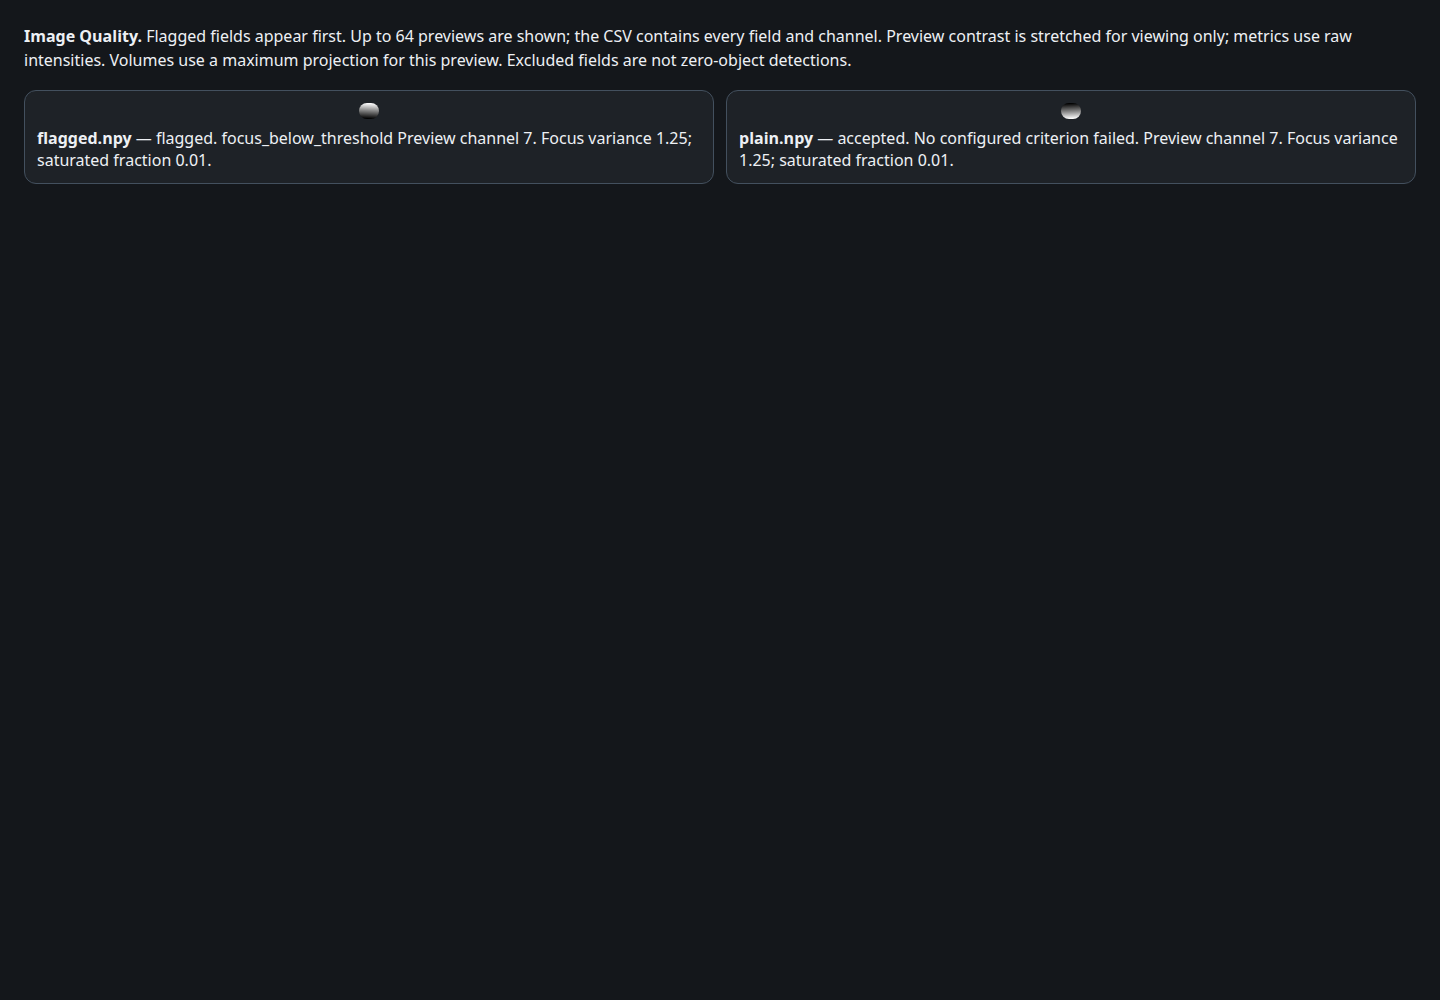 Image Quality. Flagged fields appear first. Up to 64 previews are shown; the CSV contains every field and channel. Preview contrast is stretched for viewing only; metrics use raw
intensities. Volumes use a maximum projection for this preview. Excluded fields are not zero-object detections.
flagged.npy — flagged. focus_below_threshold Preview channel 7. Focus variance 1.25;
saturated fraction 0.01.
plain.npy — accepted. No configured criterion failed. Preview channel 7. Focus variance
1.25; saturated fraction 0.01.